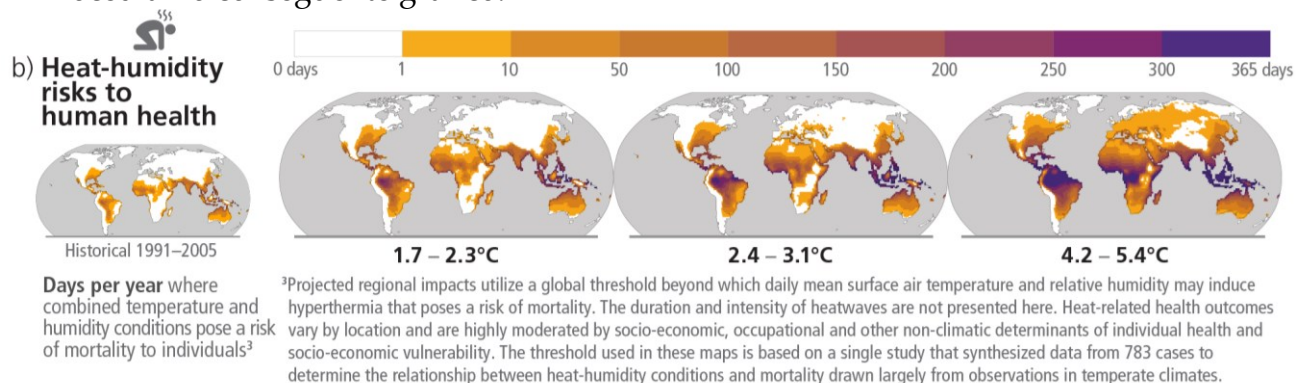 b) Heat-humidity
risks to
human health
0 days 1 10 50 100 150 200 250 300 365 days
Historical 1991–2005
1.7 – 2.3°C
2.4 – 3.1°C
4.2 – 5.4°C
Days per year where
combined temperature and
humidity conditions pose a risk
of mortality to individuals³
³Projected regional impacts utilize a global threshold beyond which daily mean surface air temperature and relative humidity may induce
hyperthermia that poses a risk of mortality. The duration and intensity of heatwaves are not presented here. Heat-related health outcomes
vary by location and are highly moderated by socio-economic, occupational and other non-climatic determinants of individual health and
socio-economic vulnerability. The threshold used in these maps is based on a single study that synthesized data from 783 cases to
determine the relationship between heat-humidity conditions and mortality drawn largely from observations in temperate climates.